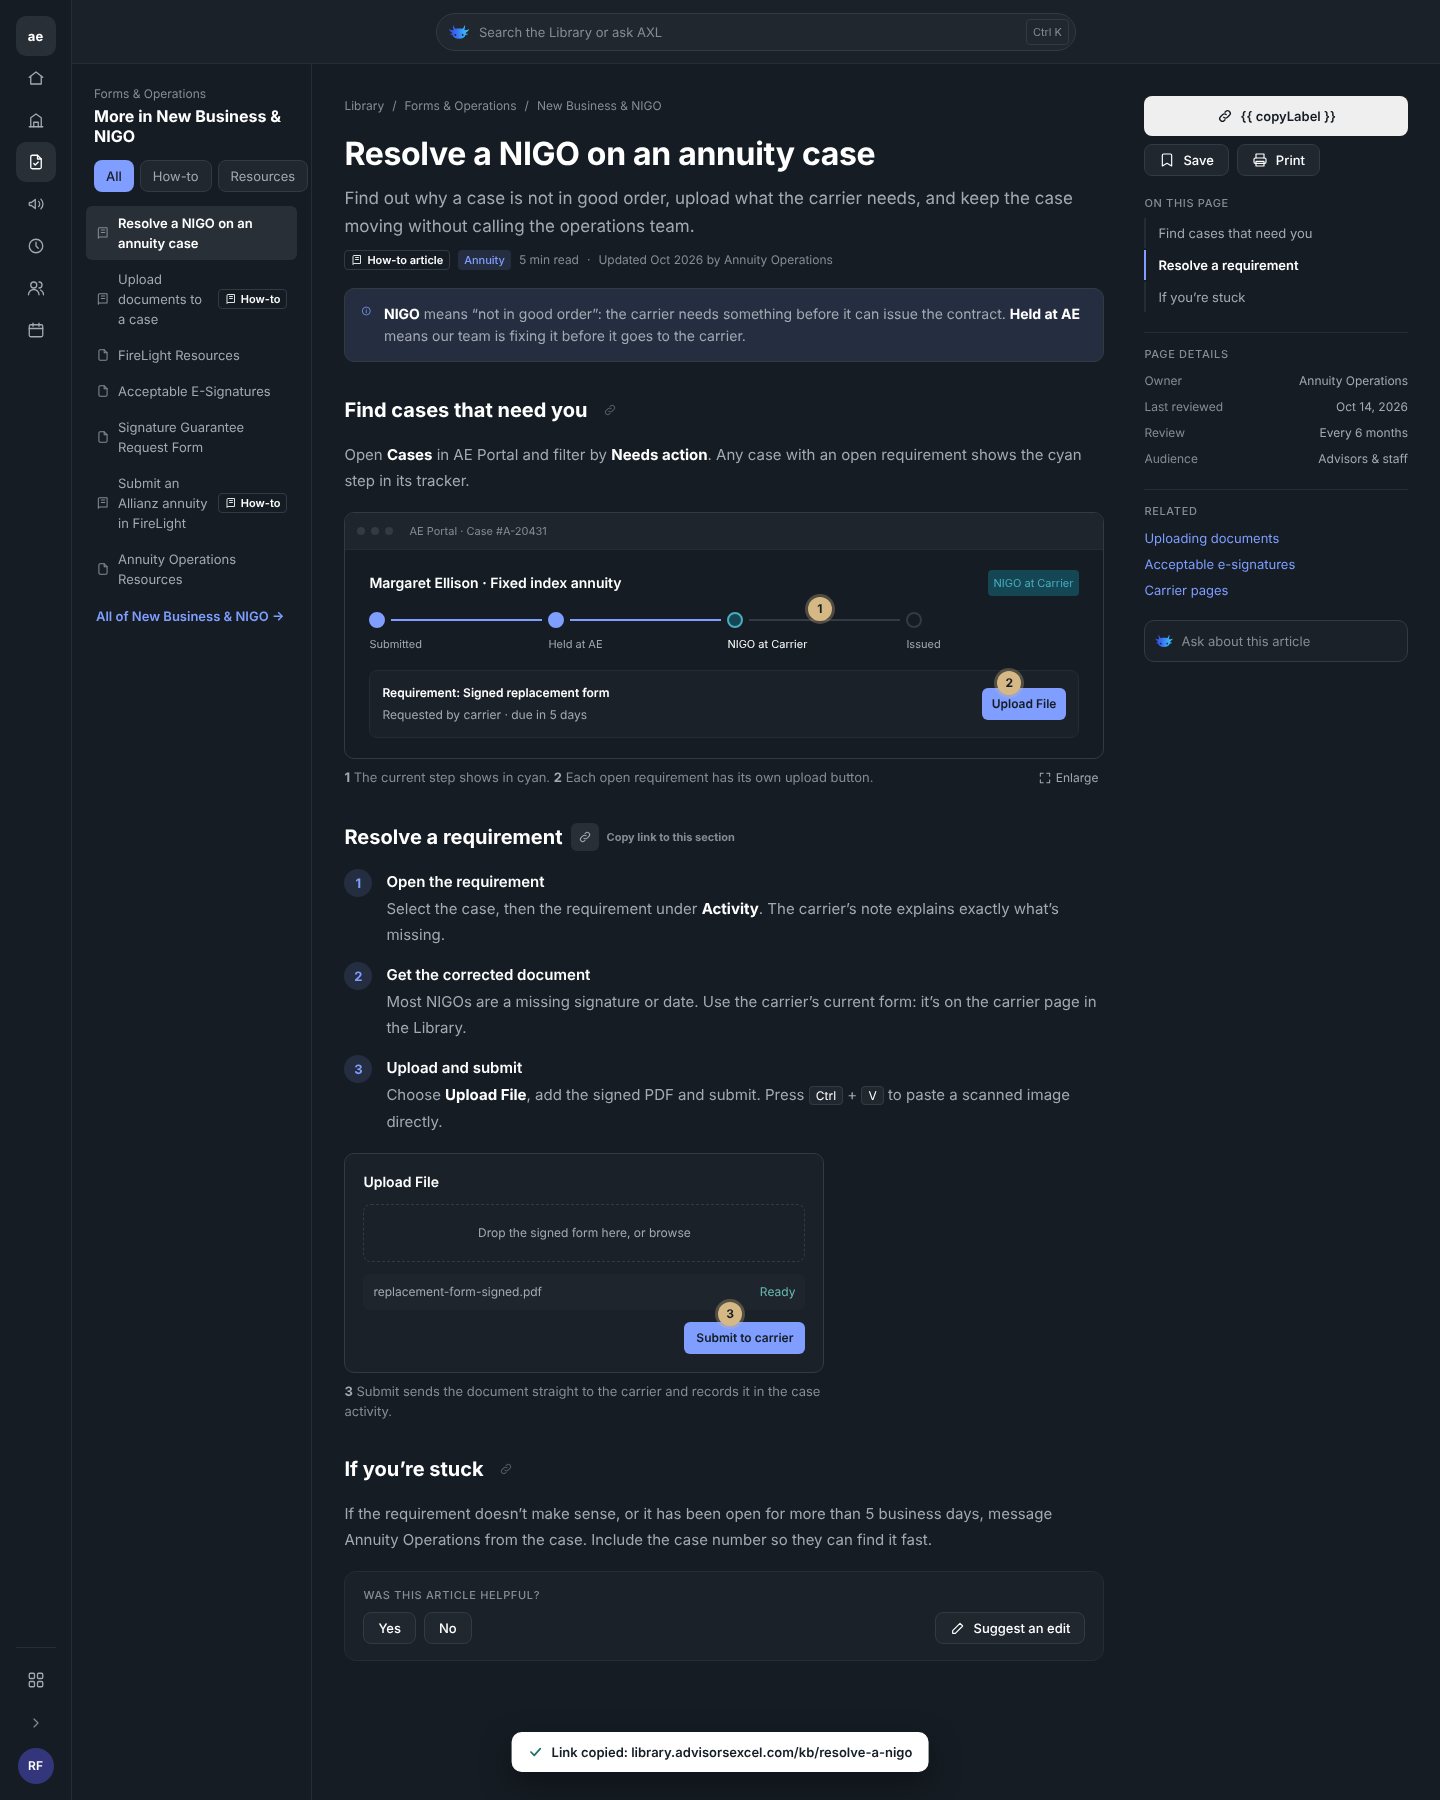 ae
Search the Library or ask AXL
Ctrl K
Forms & Operations
More in New Business &
NIGO
All
How-to
Resources
Resolve a NIGO on an
annuity case
Upload
documents to
a case
How-to
FireLight Resources
Acceptable E-Signatures
Signature Guarantee
Request Form
Submit an
Allianz annuity
in FireLight
How-to
Annuity Operations
Resources
All of New Business & NIGO →
RF
Library / Forms & Operations / New Business & NIGO
Resolve a NIGO on an annuity case
Find out why a case is not in good order, upload what the carrier needs, and keep the case
moving without calling the operations team.
How-to article Annuity 5 min read · Updated Oct 2026 by Annuity Operations
NIGO means “not in good order”: the carrier needs something before it can issue the contract. Held at AE
means our team is fixing it before it goes to the carrier.
Find cases that need you
Open Cases in AE Portal and filter by Needs action. Any case with an open requirement shows the cyan
step in its tracker.
AE Portal · Case #A-20431
Margaret Ellison · Fixed index annuity
NIGO at Carrier
1
Submitted
Held at AE
NIGO at Carrier
Issued
Requirement: Signed replacement form
Requested by carrier · due in 5 days
2
Upload File
1 The current step shows in cyan. 2 Each open requirement has its own upload button.
Enlarge
Resolve a requirement
Copy link to this section
1
Open the requirement
Select the case, then the requirement under Activity. The carrier’s note explains exactly what’s
missing.
2
Get the corrected document
Most NIGOs are a missing signature or date. Use the carrier’s current form: it’s on the carrier page in
the Library.
3
Upload and submit
Choose Upload File, add the signed PDF and submit. Press Ctrl + V to paste a scanned image
directly.
Upload File
Drop the signed form here, or browse
replacement-form-signed.pdf
Ready
3
Submit to carrier
3 Submit sends the document straight to the carrier and records it in the case
activity.
If you’re stuck
If the requirement doesn’t make sense, or it has been open for more than 5 business days, message
Annuity Operations from the case. Include the case number so they can find it fast.
WAS THIS ARTICLE HELPFUL?
Yes
No
Suggest an edit
Link copied: library.advisorsexcel.com/kb/resolve-a-nigo
{{ copyLabel }}
Save
Print
ON THIS PAGE
Find cases that need you
Resolve a requirement
If you’re stuck
PAGE DETAILS
Owner Annuity Operations
Last reviewed Oct 14, 2026
Review Every 6 months
Audience Advisors & staff
RELATED
Uploading documents
Acceptable e-signatures
Carrier pages
Ask about this article